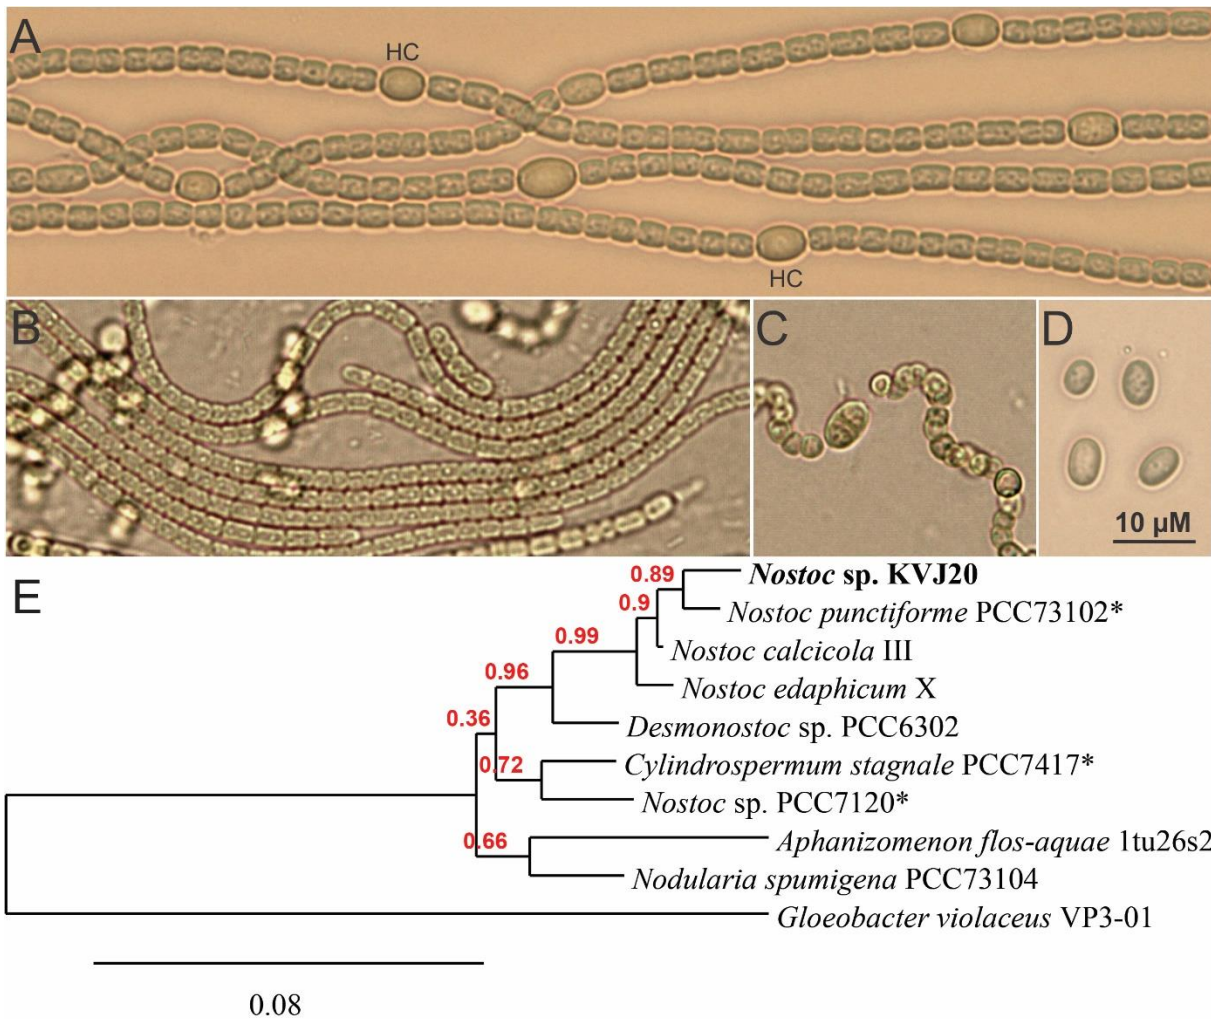 A
HC
HC
B
C
D
10 µM
E
0.89
Nostoc sp. KVJ20
0.9
Nostoc punctiforme PCC73102*
0.99
Nostoc calcicola III
0.96
Nostoc edaphicum X
0.36
Desmonostoc sp. PCC6302
0.72
Cylindrospermum stagnale PCC7417*
Nostoc sp. PCC7120*
0.66
Aphanizomenon flos-aquae 1tu26s2
Nodularia spumigena PCC73104
Gloeobacter violaceus VP3-01
0.08